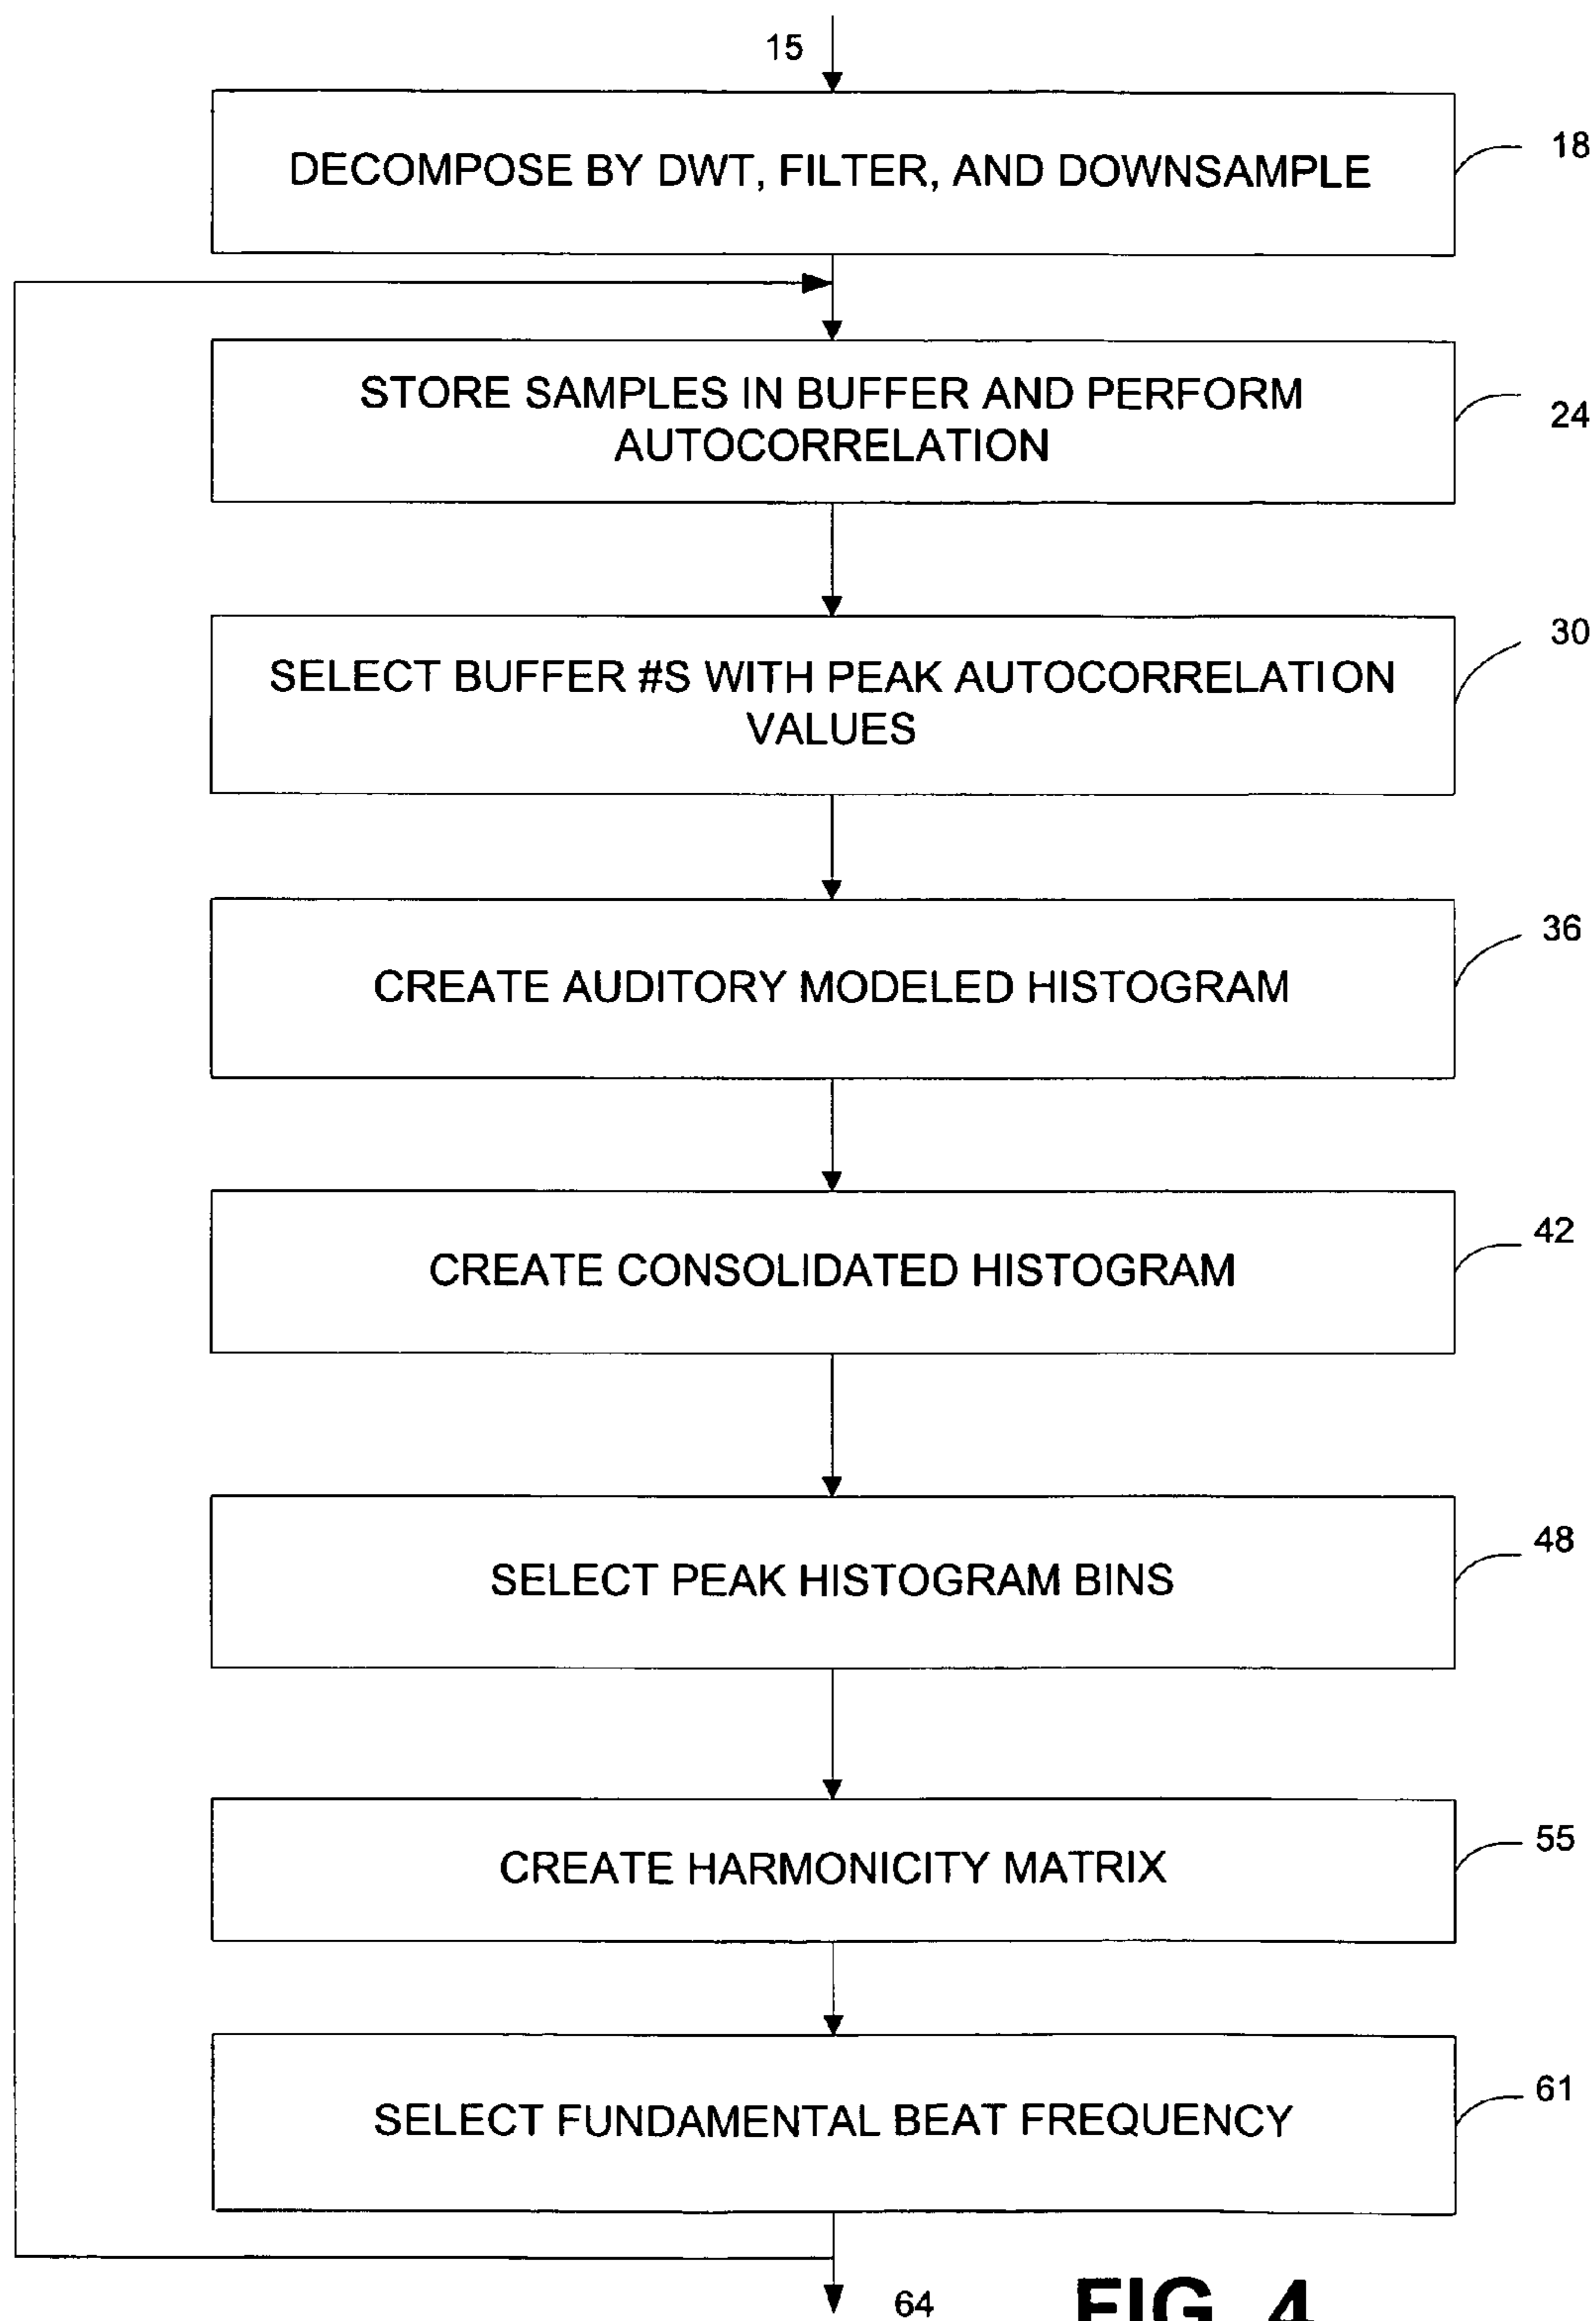 15
DECOMPOSE BY DWT, FILTER, AND DOWNSAMPLE
18
STORE SAMPLES IN BUFFER AND PERFORM
AUTOCORRELATION
24
SELECT BUFFER #S WITH PEAK AUTOCORRELATION
VALUES
30
CREATE AUDITORY MODELED HISTOGRAM
36
CREATE CONSOLIDATED HISTOGRAM
42
SELECT PEAK HISTOGRAM BINS
48
CREATE HARMONICITY MATRIX
55
SELECT FUNDAMENTAL BEAT FREQUENCY
61
64
FIG. 4